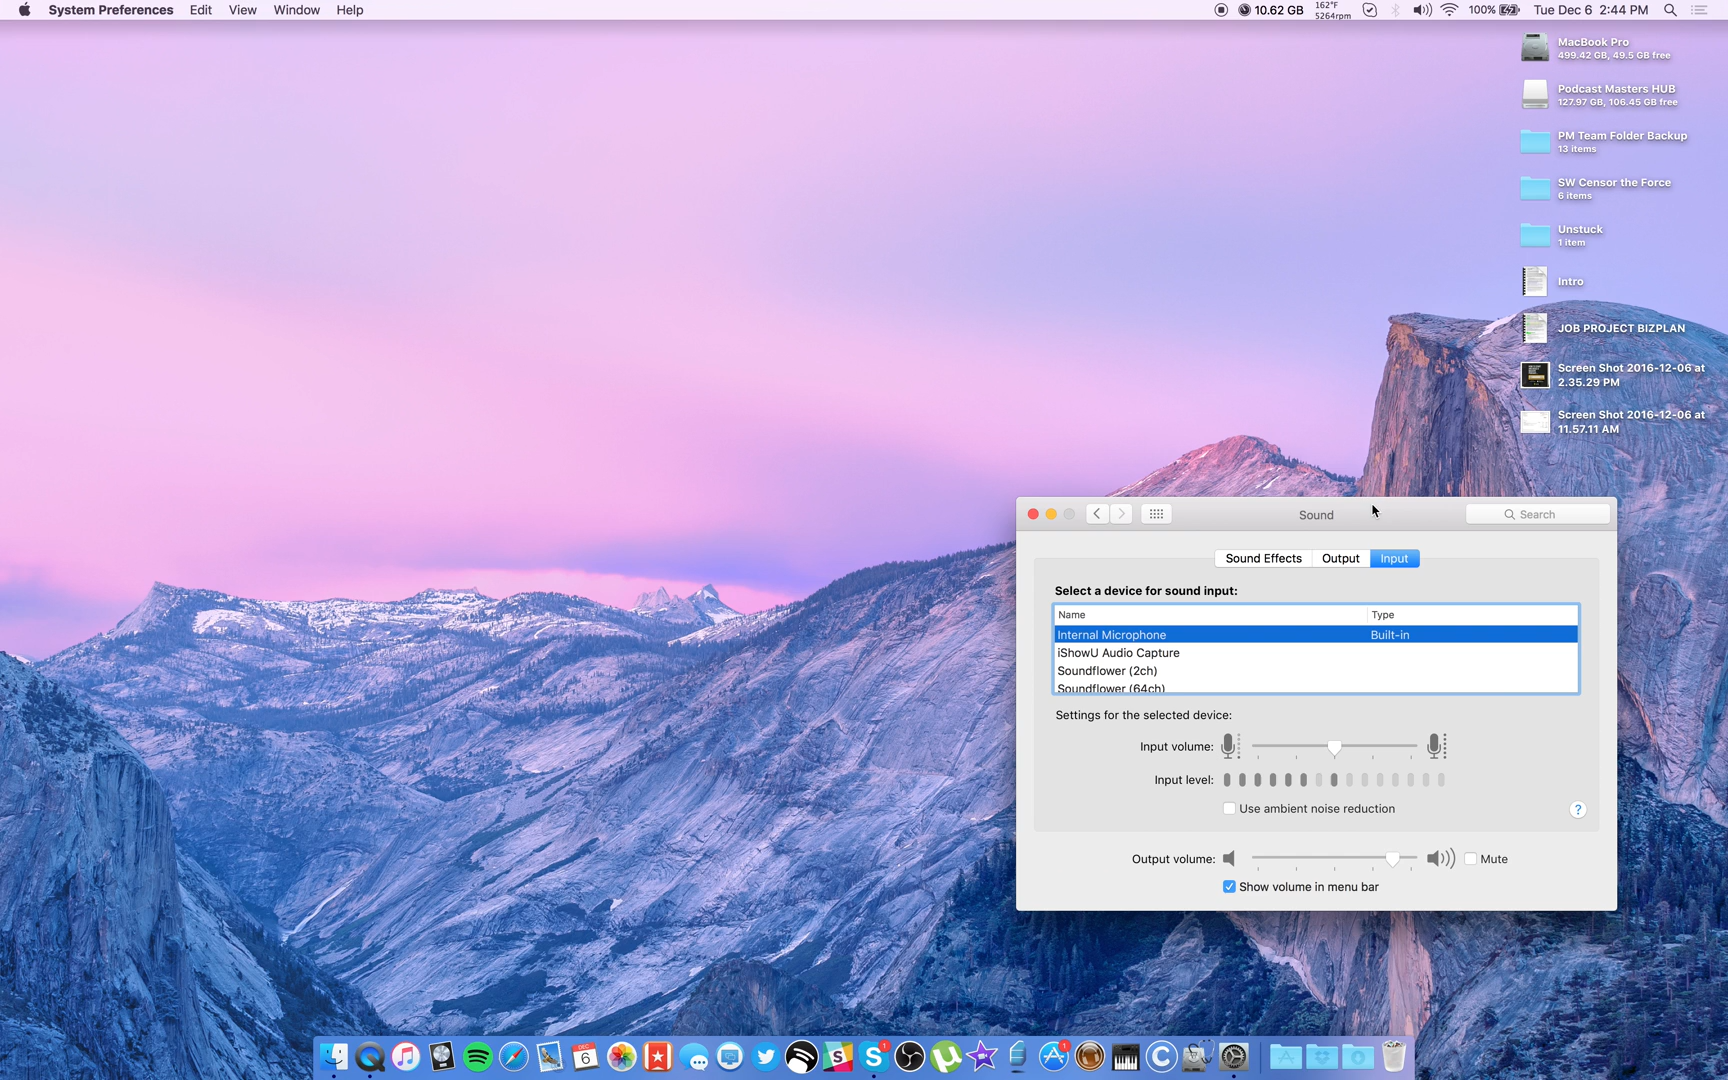 System Preferences Edit View Window Help
10.62 GB 162°F 5264rpm 100% Tue Dec 6 2:44 PM
MacBook Pro
499.42 GB, 49.5 GB free
Podcast Masters HUB
127.97 GB, 106.45 GB free
PM Team Folder Backup
13 items
SW Censor the Force
6 items
Unstuck
1 item
Intro
JOB PROJECT BIZPLAN
Screen Shot 2016-12-06 at
2.35.29 PM
Screen Shot 2016-12-06 at
11.57.11 AM
Sound
Search
Sound Effects Output Input
Select a device for sound input:
Name Type
Internal Microphone Built-in
iShowU Audio Capture
Soundflower (2ch)
Soundflower (64ch)
Settings for the selected device:
Input volume:
Input level:
Use ambient noise reduction
?
Output volume: Mute
Show volume in menu bar
DEC
6
1
1